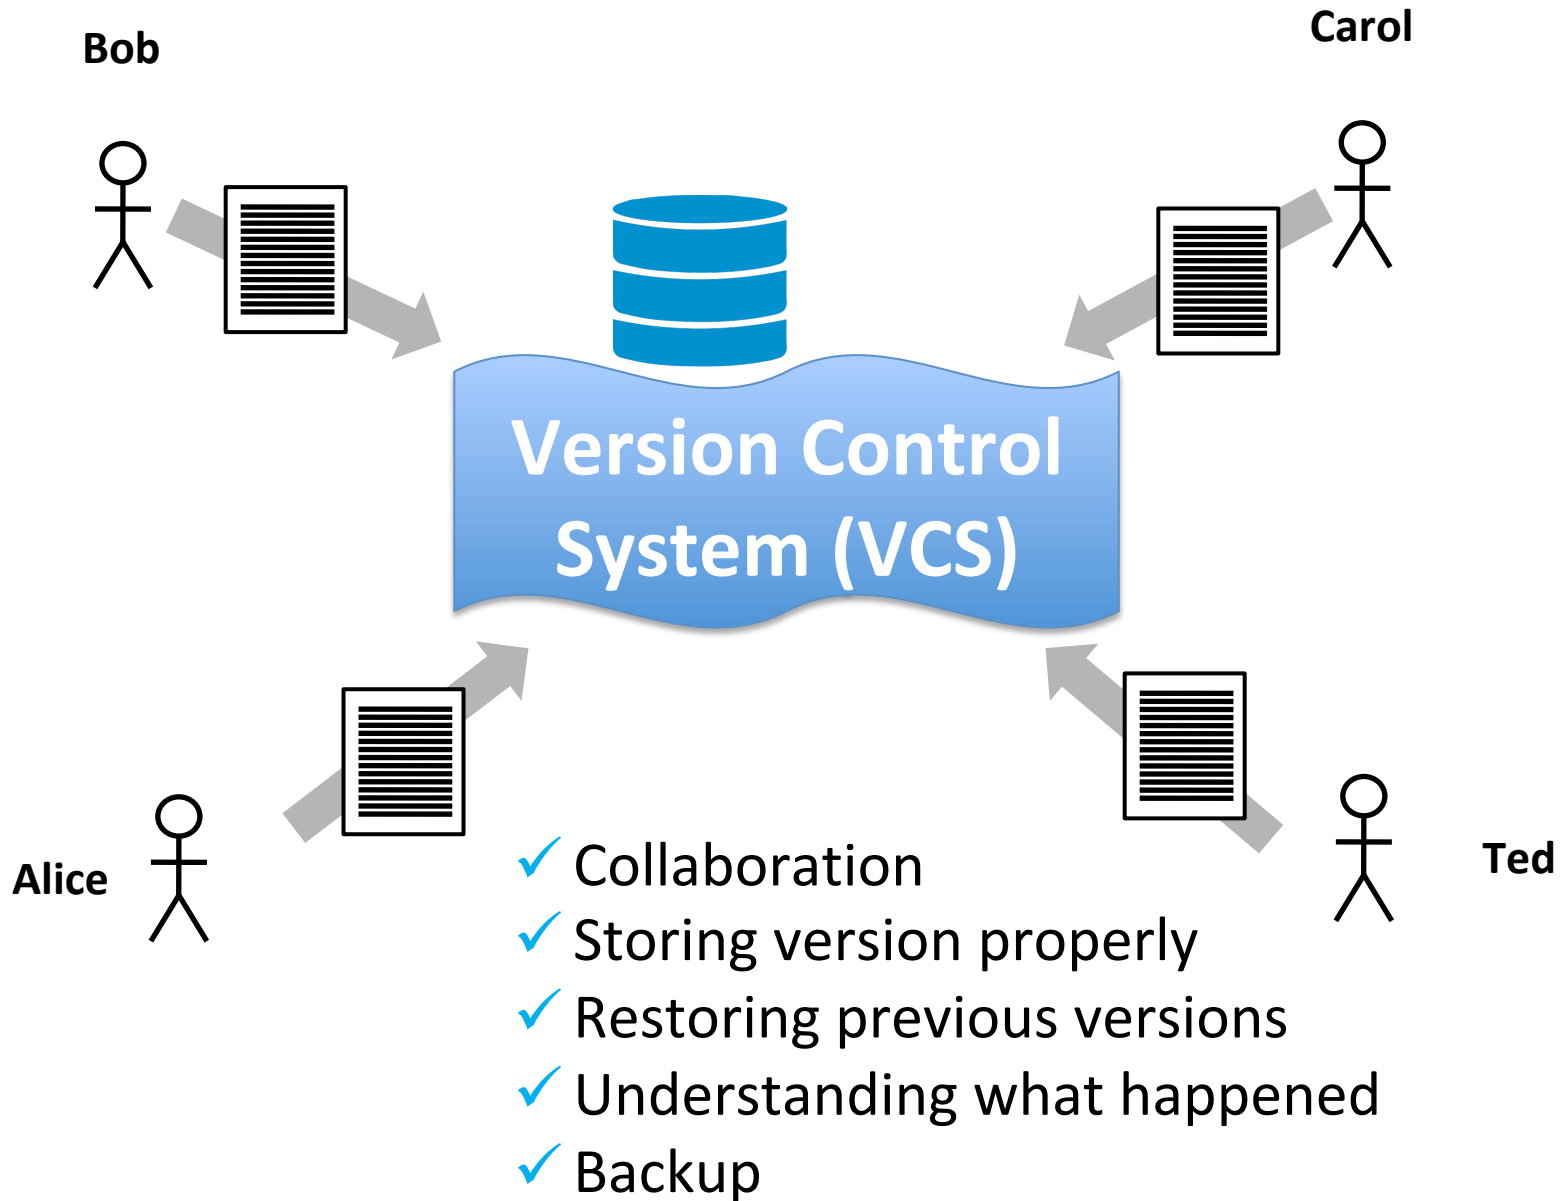 Bob
Carol
Version Control
System (VCS)
Alice
Ted
Collaboration
Storing version properly
Restoring previous versions
Understanding what happened
Backup